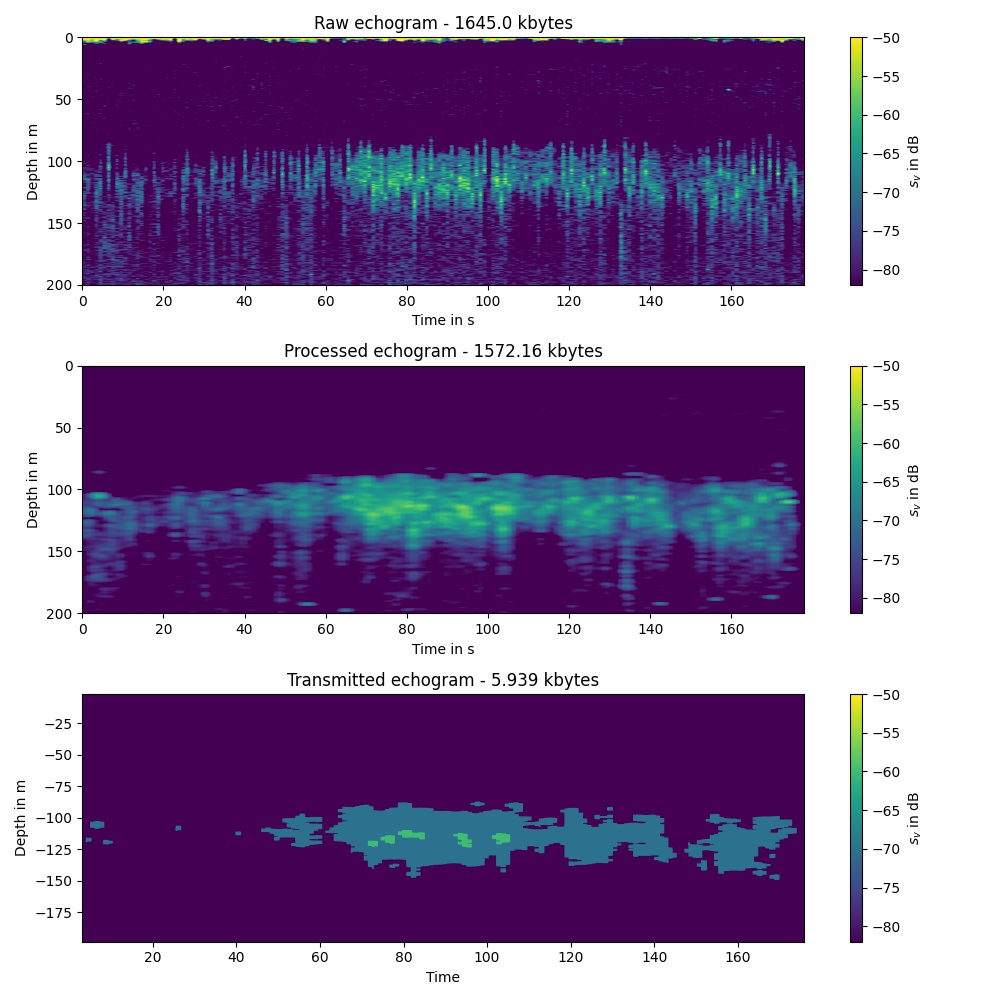 Raw echogram - 1645.0 kbytes
0
50
100
150
200
Depth in m
0 20 40 60 80 100 120 140 160
Time in s
−50
−55
−60
−65
−70
−75
−80
sv in dB
Processed echogram - 1572.16 kbytes
0
50
100
150
200
Depth in m
0 20 40 60 80 100 120 140 160
Time in s
−50
−55
−60
−65
−70
−75
−80
sv in dB
Transmitted echogram - 5.939 kbytes
−25
−50
−75
−100
−125
−150
−175
Depth in m
20 40 60 80 100 120 140 160
Time
−50
−55
−60
−65
−70
−75
−80
sv in dB